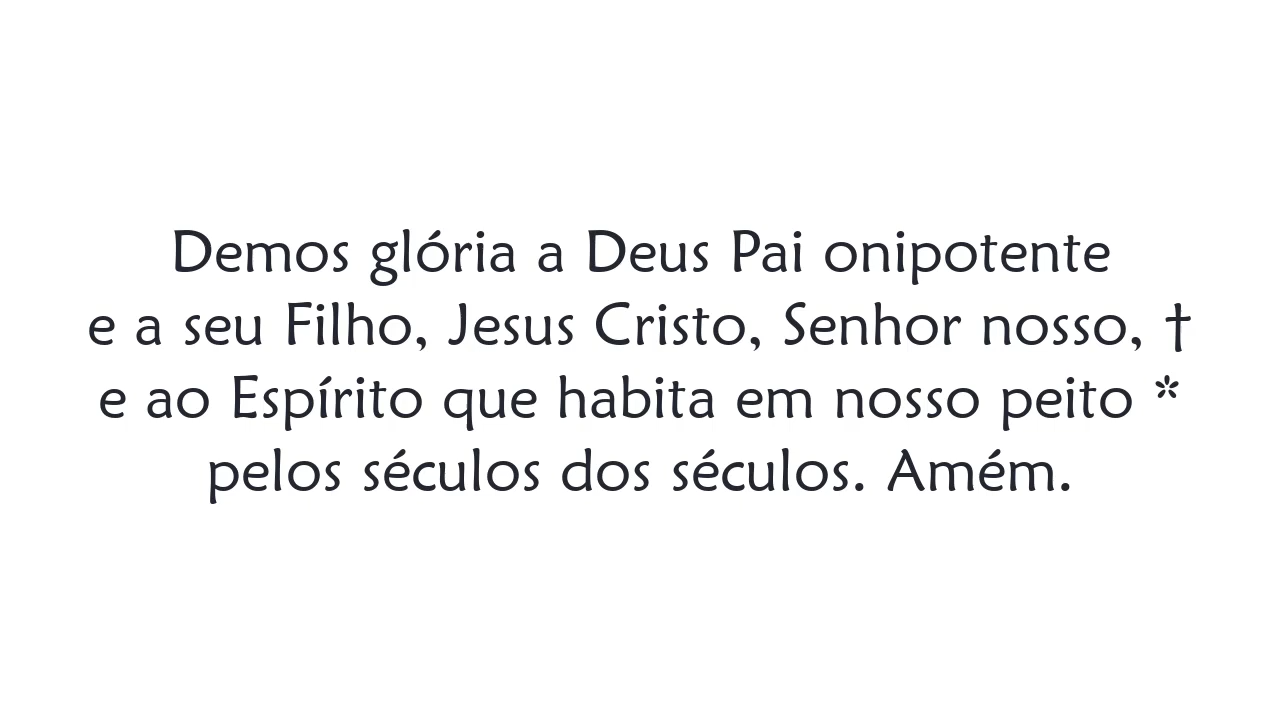 Demos glória a Deus Pai onipotente
e a seu Filho, Jesus Cristo, Senhor nosso, †
e ao Espírito que habita em nosso peito *
pelos séculos dos séculos. Amém.